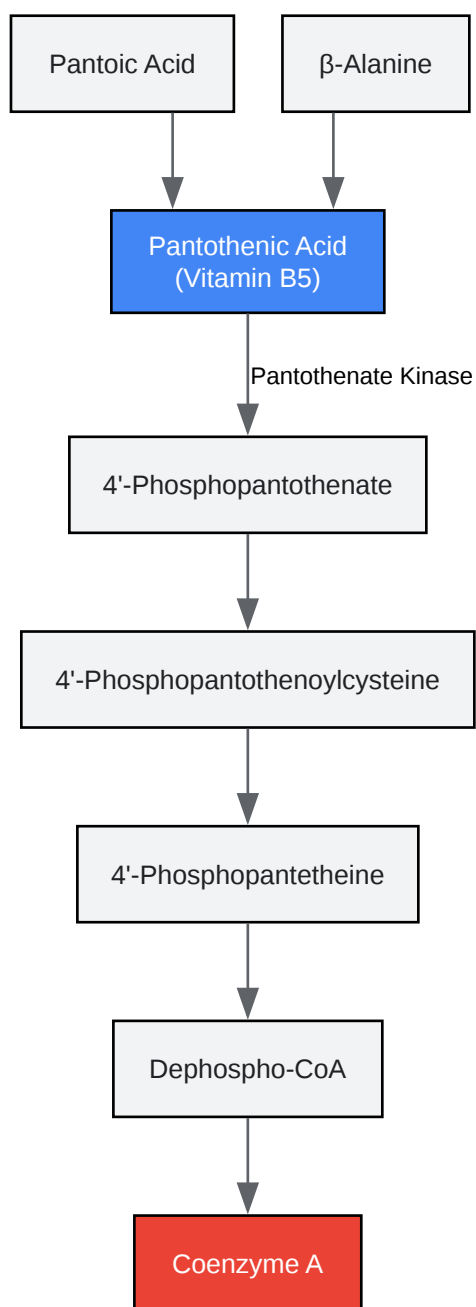 Pantoic Acid
β-Alanine
Pantothenic Acid
(Vitamin B5)
Pantothenate Kinase
4'-Phosphopantothenate
4'-Phosphopantothenoylcysteine
4'-Phosphopantetheine
Dephospho-CoA
Coenzyme A